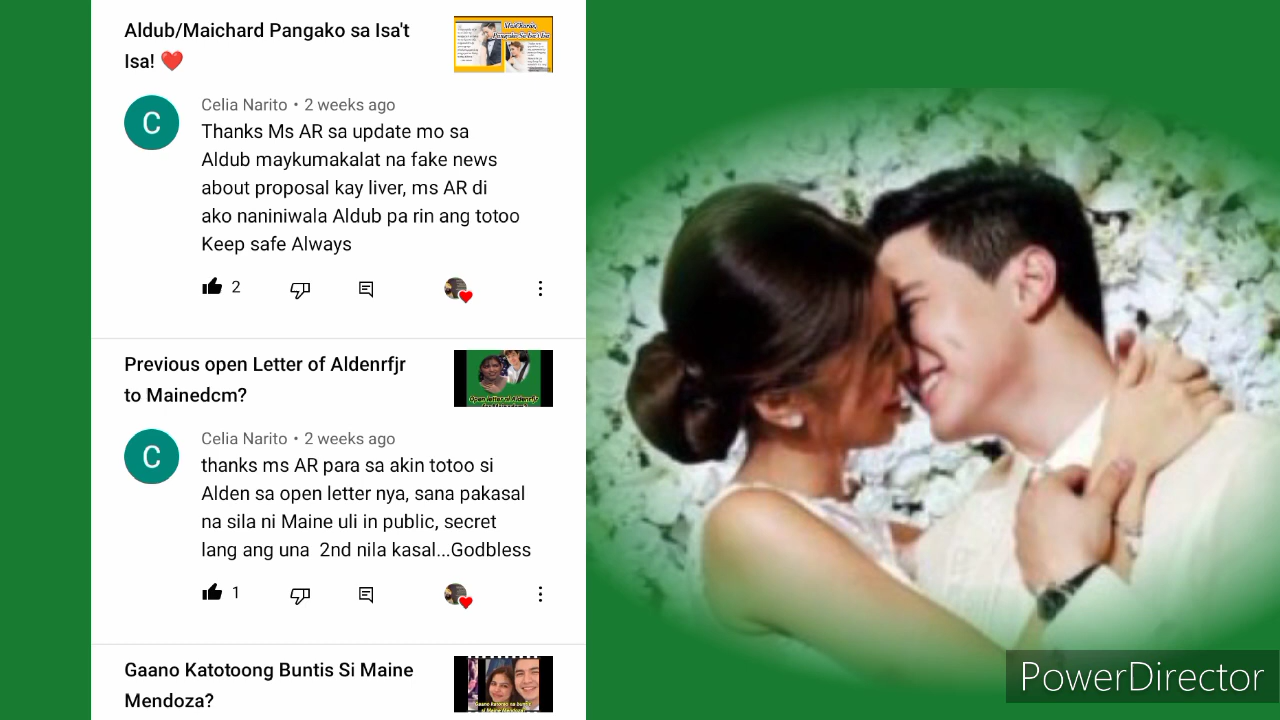 Aldub/Maichard Pangako sa Isa't
Isa! ❤️
C
Celia Narito • 2 weeks ago
Thanks Ms AR sa update mo sa
Aldub maykumakalat na fake news
about proposal kay liver, ms AR di
ako naniniwala Aldub pa rin ang totoo
Keep safe Always
2
Previous open Letter of Aldenrfjr
to Mainedcm?
C
Celia Narito • 2 weeks ago
thanks ms AR para sa akin totoo si
Alden sa open letter nya, sana pakasal
na sila ni Maine uli in public, secret
lang ang una  2nd nila kasal...Godbless
1
Gaano Katotoong Buntis Si Maine
Mendoza?
PowerDirector